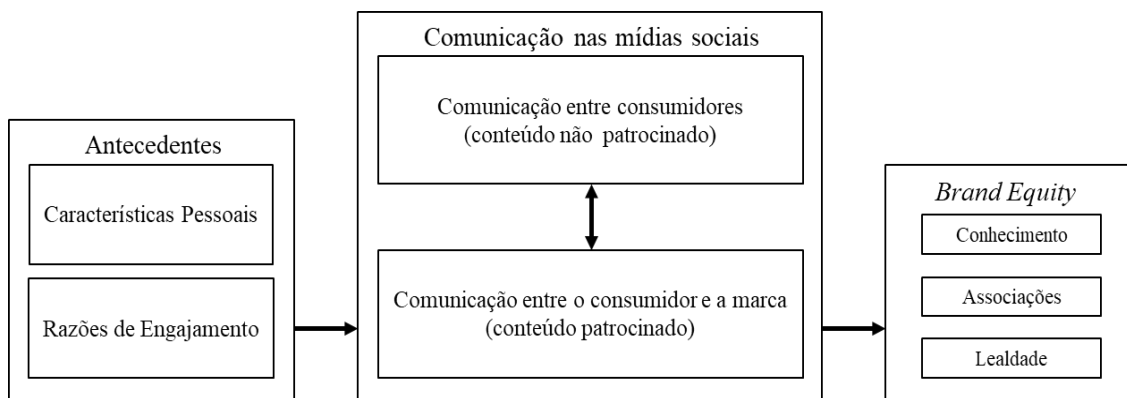 Antecedentes
Características Pessoais
Razões de Engajamento
Comunicação nas mídias sociais
Comunicação entre consumidores
(conteúdo não patrocinado)
Comunicação entre o consumidor e a marca
(conteúdo patrocinado)
Brand Equity
Conhecimento
Associações
Lealdade